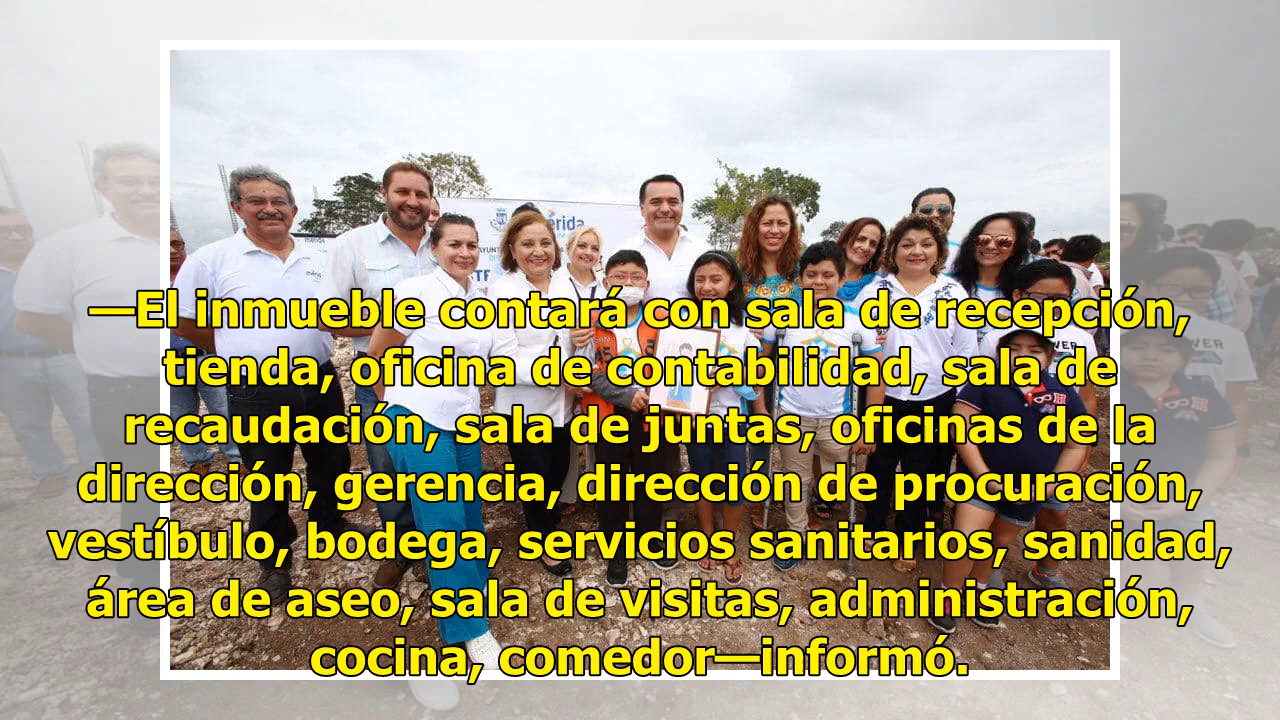 mérida
AYUN
—El inmueble contará con sala de recepción,
tienda, oficina de contabilidad, sala de
recaudación, sala de juntas, oficinas de la
dirección, gerencia, dirección de procuración,
vestíbulo, bodega, servicios sanitarios, sanidad,
área de aseo, sala de visitas, administración,
cocina, comedor—informó.